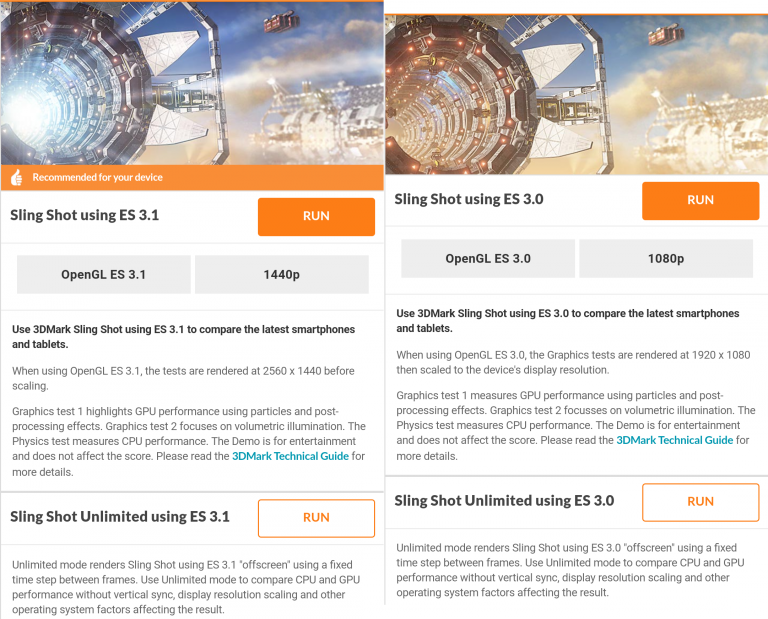 Recommended for your device
Sling Shot using ES 3.1
RUN
OpenGL ES 3.1
1440p
Use 3DMark Sling Shot using ES 3.1 to compare the latest smartphones
and tablets.
When using OpenGL ES 3.1, the tests are rendered at 2560 x 1440 before
scaling.
Graphics test 1 highlights GPU performance using particles and post-
processing effects. Graphics test 2 focuses on volumetric illumination. The
Physics test measures CPU performance. The Demo is for entertainment
and does not affect the score. Please read the 3DMark Technical Guide for
more details.
Sling Shot Unlimited using ES 3.1
RUN
Unlimited mode renders Sling Shot using ES 3.1 "offscreen" using a fixed
time step between frames. Use Unlimited mode to compare CPU and GPU
performance without vertical sync, display resolution scaling and other
operating system factors affecting the result.
Sling Shot using ES 3.0
RUN
OpenGL ES 3.0
1080p
Use 3DMark Sling Shot using ES 3.0 to compare the latest smartphones
and tablets.
When using OpenGL ES 3.0, the Graphics tests are rendered at 1920 x 1080
then scaled to the device's display resolution.
Graphics test 1 measures GPU performance using particles and post-
processing effects. Graphics test 2 focusses on volumetric illumination. The
Physics test measures CPU performance. The Demo is for entertainment
and does not affect the score. Please read the 3DMark Technical Guide for
more details.
Sling Shot Unlimited using ES 3.0
RUN
Unlimited mode renders Sling Shot using ES 3.0 "offscreen" using a fixed
time step between frames. Use Unlimited mode to compare CPU and GPU
performance without vertical sync, display resolution scaling and other
operating system factors affecting the result.